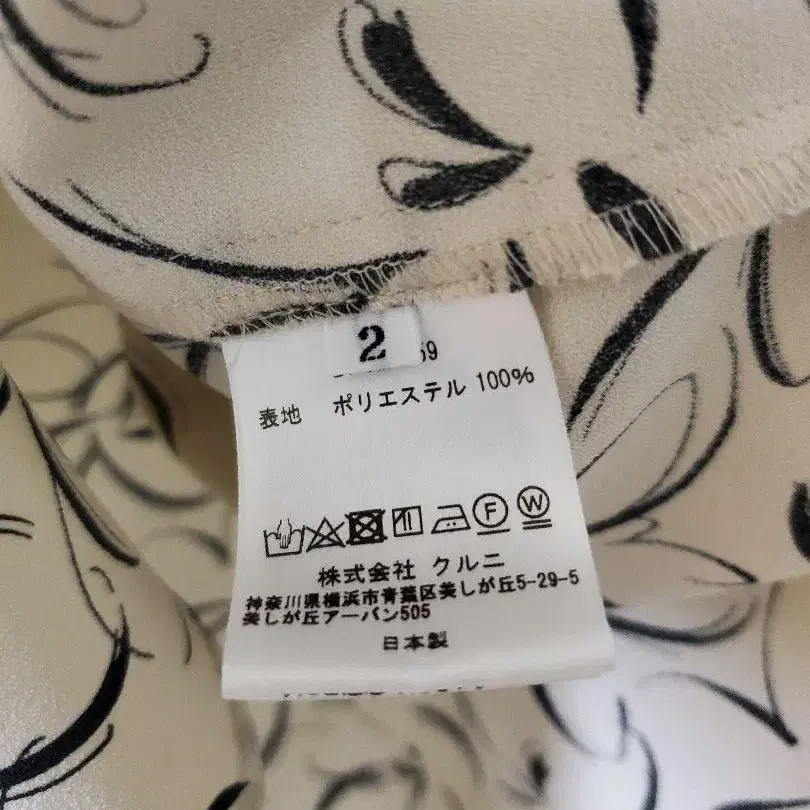 2
59
表地 ポリエステル 100%
F W
株式会社 クルニ
神奈川県横浜市青葉区美しが丘5-29-5
美しが丘アーバン505
日本製